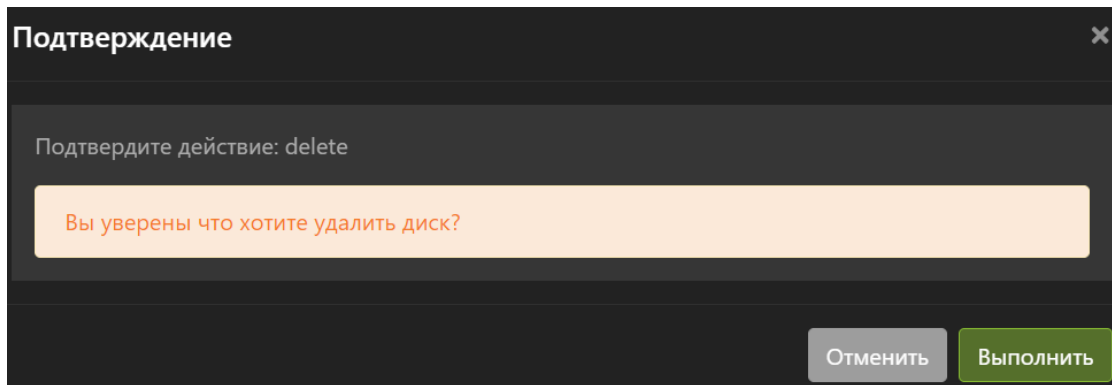 Подтверждение
Подтвердите действие: delete
Вы уверены что хотите удалить диск?
Отменить Выполнить